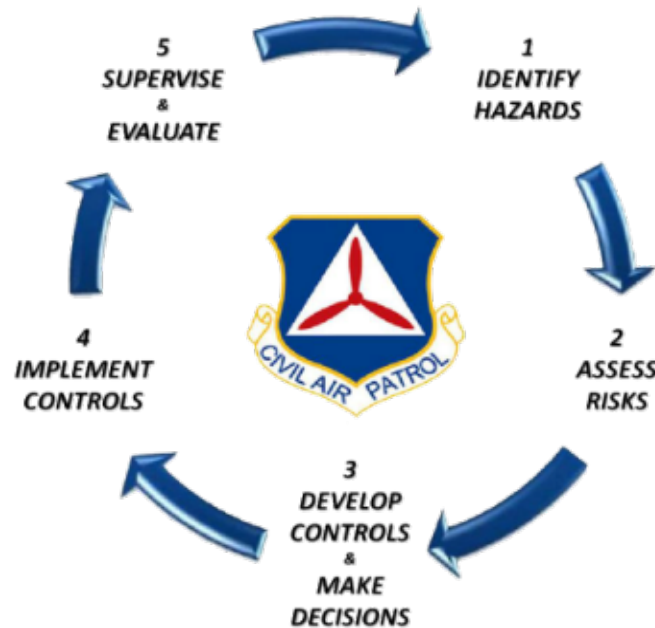 1
IDENTIFY
HAZARDS
2
ASSESS
RISKS
3
DEVELOP
CONTROLS
&
MAKE
DECISIONS
4
IMPLEMENT
CONTROLS
5
SUPERVISE
&
EVALUATE
CIVIL AIR PATROL